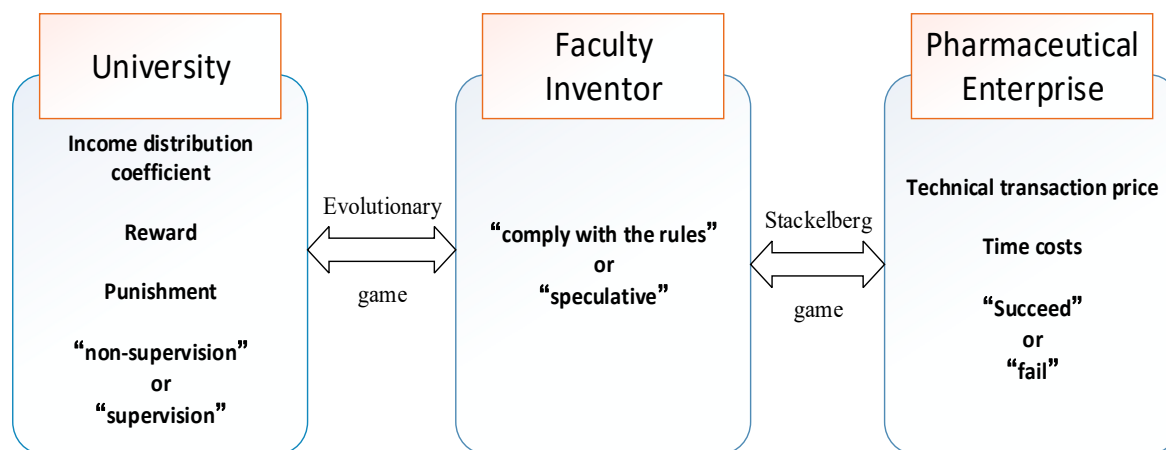 University
Income distribution
coefficient
Reward
Punishment
“non-supervision”
or
“supervision”
Evolutionary
game
Faculty
Inventor
“comply with the rules”
or
“speculative”
Stackelberg
game
Pharmaceutical
Enterprise
Technical transaction price
Time costs
“Succeed”
or
“fail”